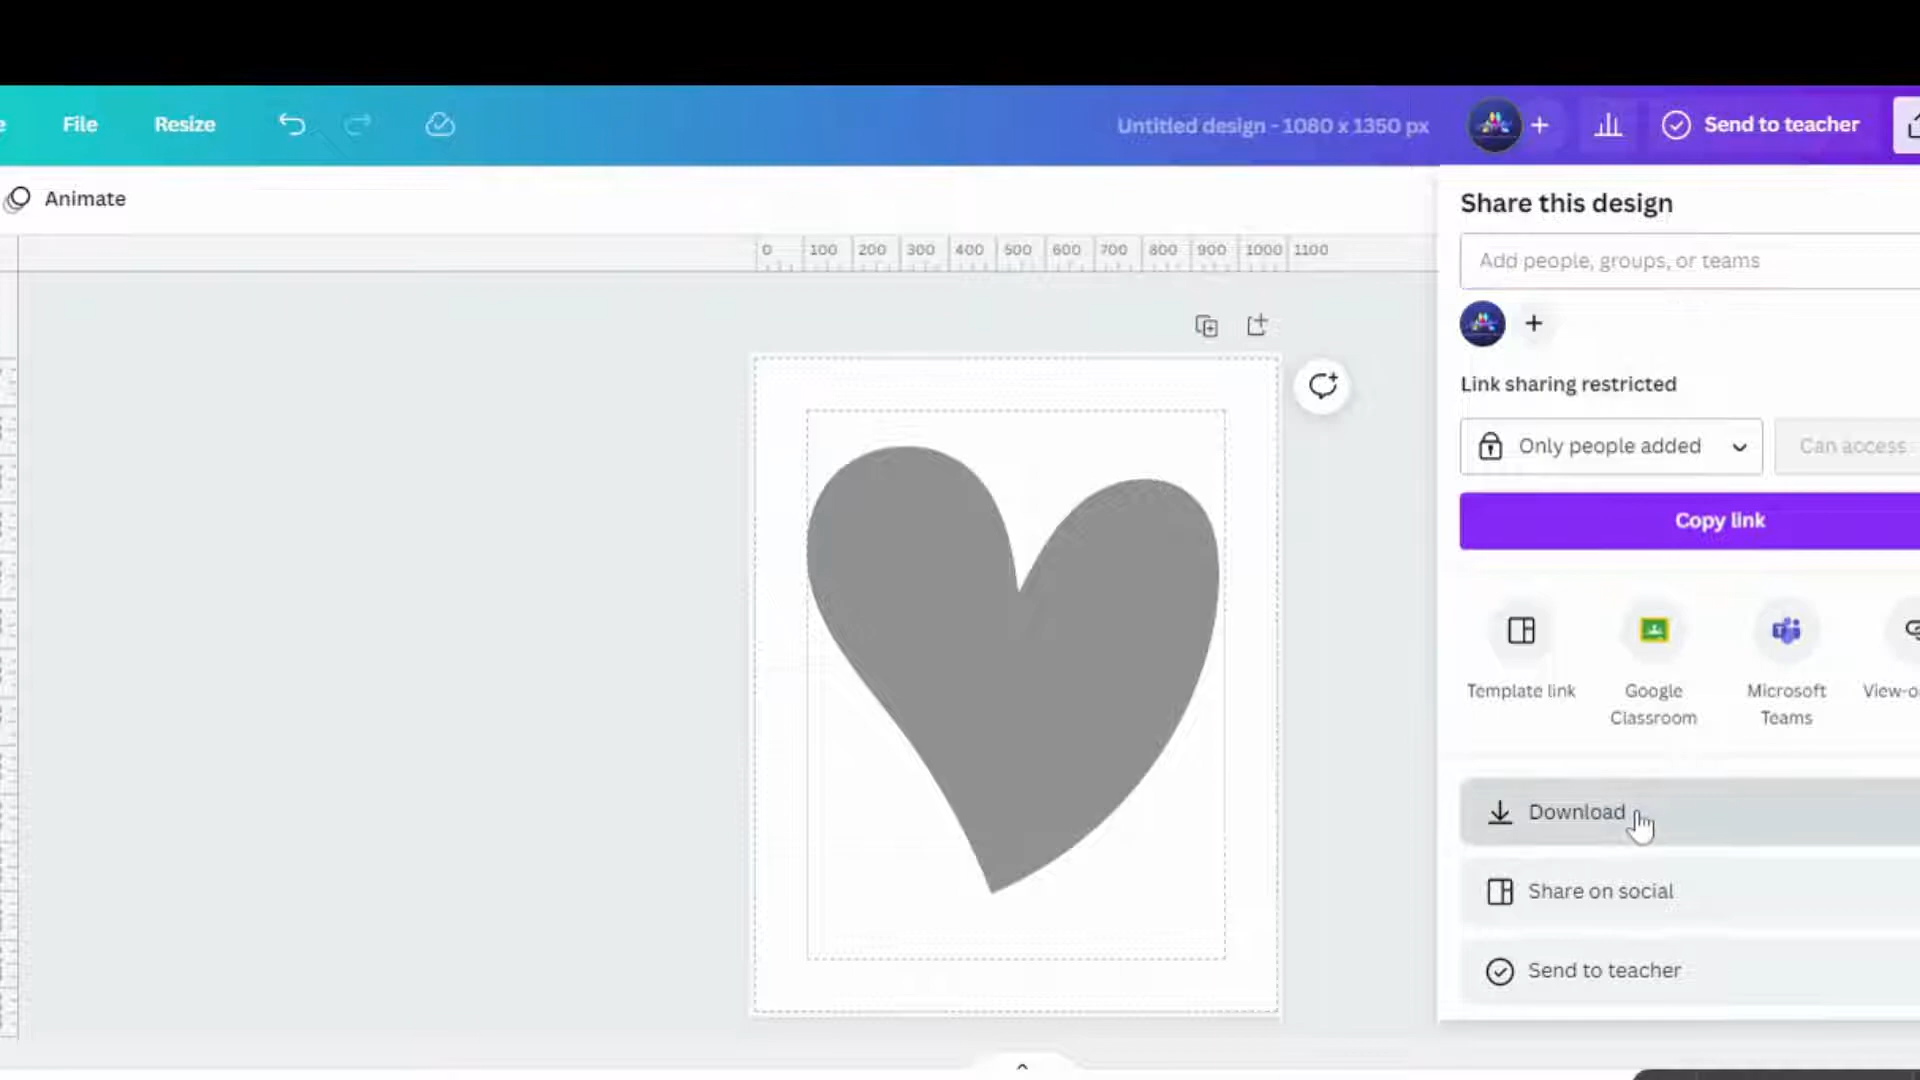 File
Resize
Untitled design - 1080 x 1350 px
Send to teacher
Animate
0 100 200 300 400 500 600 700 800 900 1000 1100
Share this design
Add people, groups, or teams
Link sharing restricted
Only people added
Can access
Copy link
Template link
Google
Classroom
Microsoft
Teams
View-o
Download
Share on social
Send to teacher